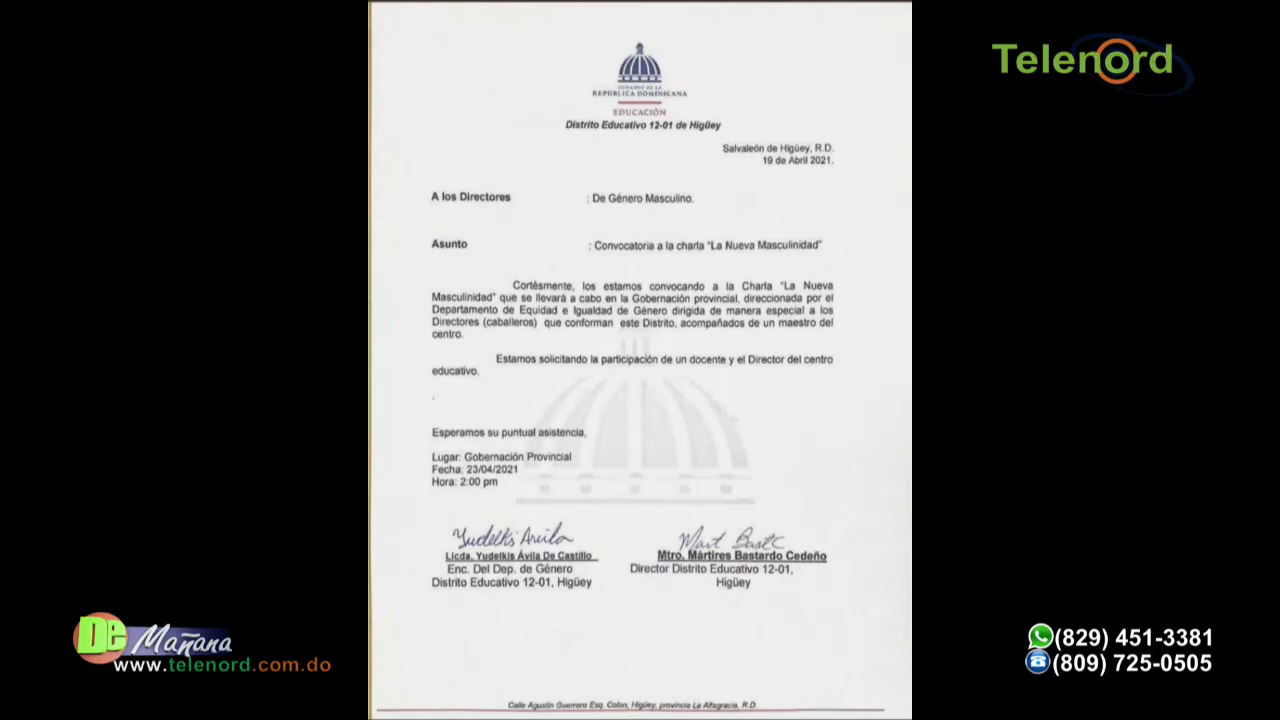 Telenord
GOBIERNO DE LA
REPÚBLICA DOMINICANA
EDUCACIÓN
Distrito Educativo 12-01 de Higüey
Salvaleón de Higüey, R.D.
19 de Abril 2021.
A los Directores : De Género Masculino.
Asunto : Convocatoria a la charla “La Nueva Masculinidad”
Cortésmente, los estamos convocando a la Charla “La Nueva
Masculinidad” que se llevará a cabo en la Gobernación provincial, direccionada por el
Departamento de Equidad e Igualdad de Género dirigida de manera especial a los
Directores (caballeros) que conforman este Distrito, acompañados de un maestro del
centro.
Estamos solicitando la participación de un docente y el Director del centro
educativo.
.
Esperamos su puntual asistencia,
Lugar: Gobernación Provincial
Fecha: 23/04/2021
Hora: 2:00 pm
Yudelkis Avila
Licda. Yudelkis Ávila De Castillo
Enc. Del Dep. de Género
Distrito Educativo 12-01, Higüey
Mart Bast
Mtro. Mártires Bastardo Cedeño
Director Distrito Educativo 12-01,
Higüey
Calle Agustín Guerrero Esq. Colon, Higüey, provincia La Altagracia, R.D.
De Mañana
www.telenord.com.do
(829) 451-3381
(809) 725-0505